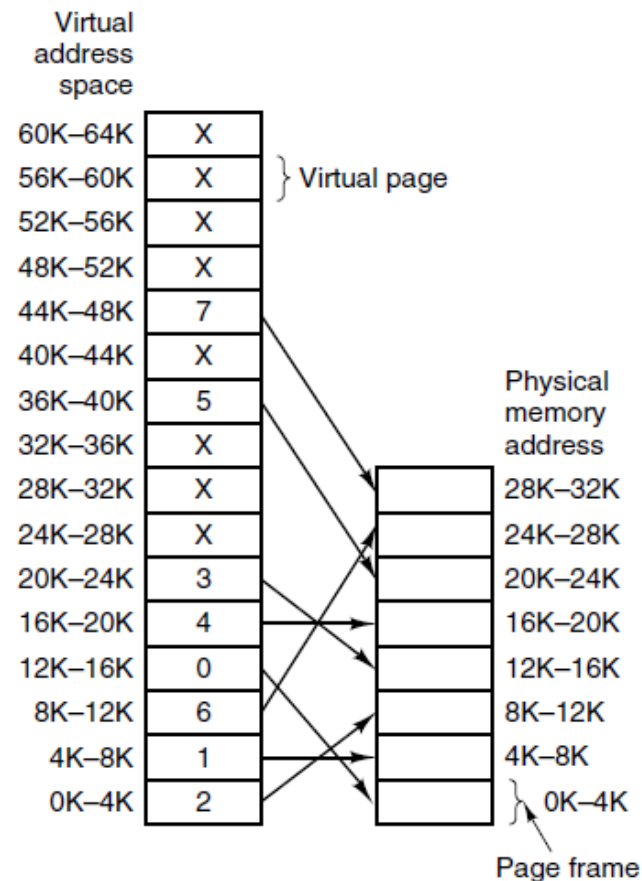 Virtual
address
space
60K–64K X
56K–60K X Virtual page
52K–56K X
48K–52K X
44K–48K 7
40K–44K X
36K–40K 5
Physical
memory
address
32K–36K X
28K–32K X 28K–32K
24K–28K X 24K–28K
20K–24K 3 20K–24K
16K–20K 4 16K–20K
12K–16K 0 12K–16K
8K–12K 6 8K–12K
4K–8K 1 4K–8K
0K–4K 2 0K–4K
Page frame